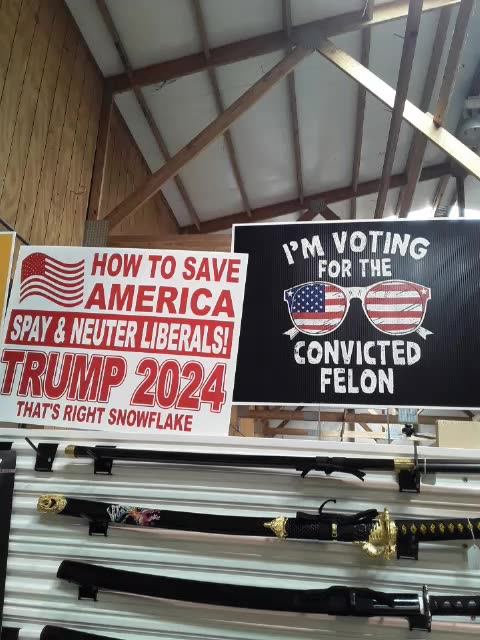 HOW TO SAVE
AMERICA
SPAY & NEUTER LIBERALS!
TRUMP 2024
THAT'S RIGHT SNOWFLAKE
I'M VOTING
FOR THE
CONVICTED
FELON